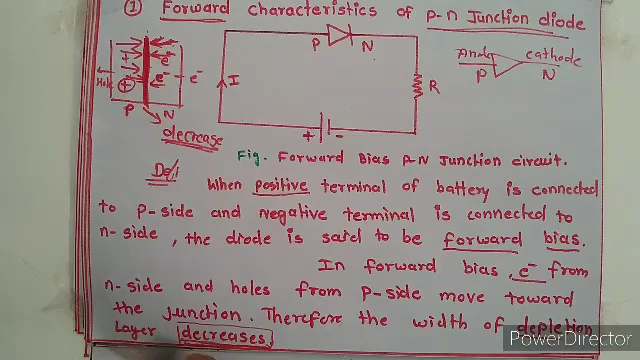 ① Forward characteristics of P-n Junction diode
Anode cathode
P N
P N
e⁻
+ e⁻ e⁻
Hole +
I
R
P N
decrease
+ -
Fig. Forward Bias P-N Junction circuit.
Def:
When positive terminal of battery is connected
to P-side and negative terminal is connected to
n-side, the diode is said to be forward bias.
In forward bias, e⁻ from
n-side and holes from P-side move toward
the junction. Therefore the width of depletion
Layer decreases.
PowerDirector